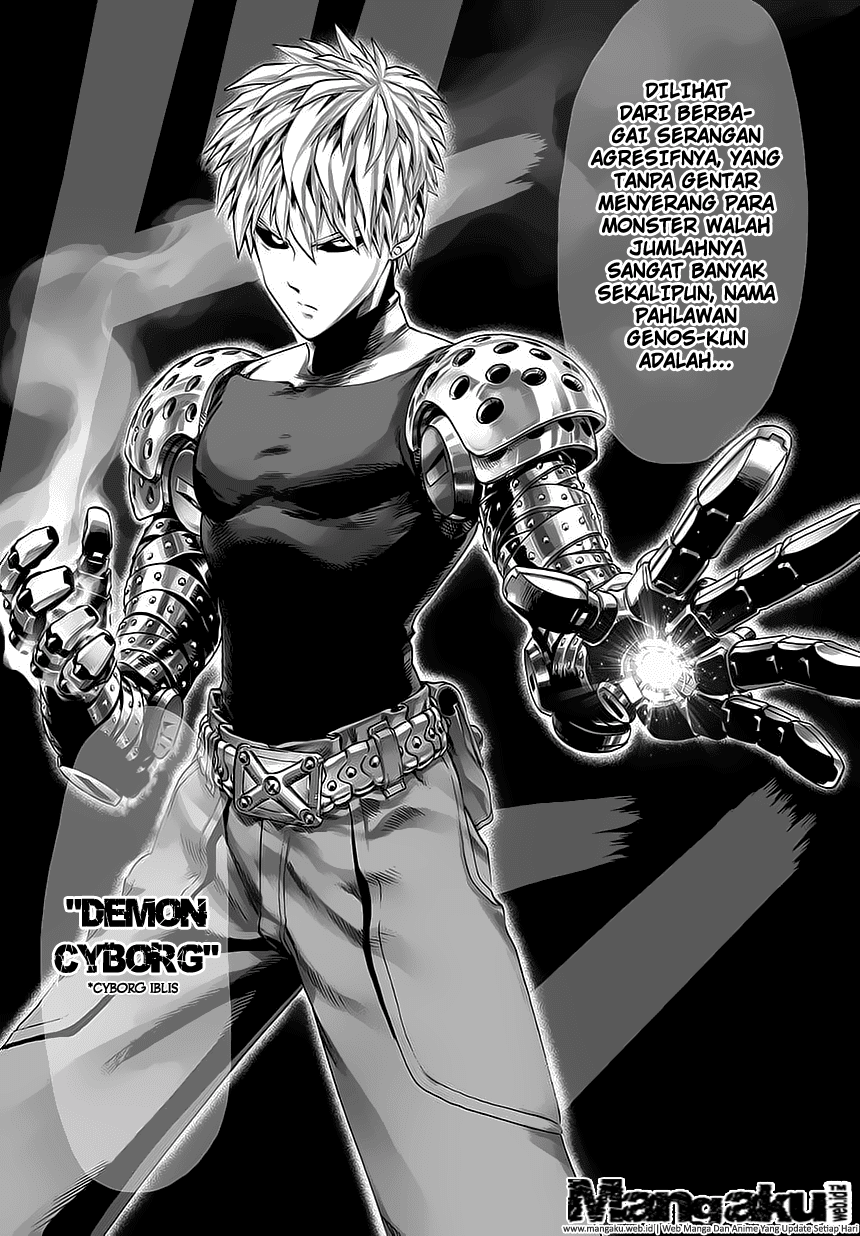 DILIHAT
DARI BERBA-
GAI SERANGAN
AGRESIFNYA, YANG
TANPA GENTAR
MENYERANG PARA
MONSTER WALAH
JUMLAHNYA
SANGAT BANYAK
SEKALIPUN, NAMA
PAHLAWAN
GENOS-KUN
ADALAH...
"DEMON
CYBORG"
*CYBORG IBLIS
Mangaku
www.mangaku.web.id | Web Manga Dan Anime Yang Update Setiap Hari